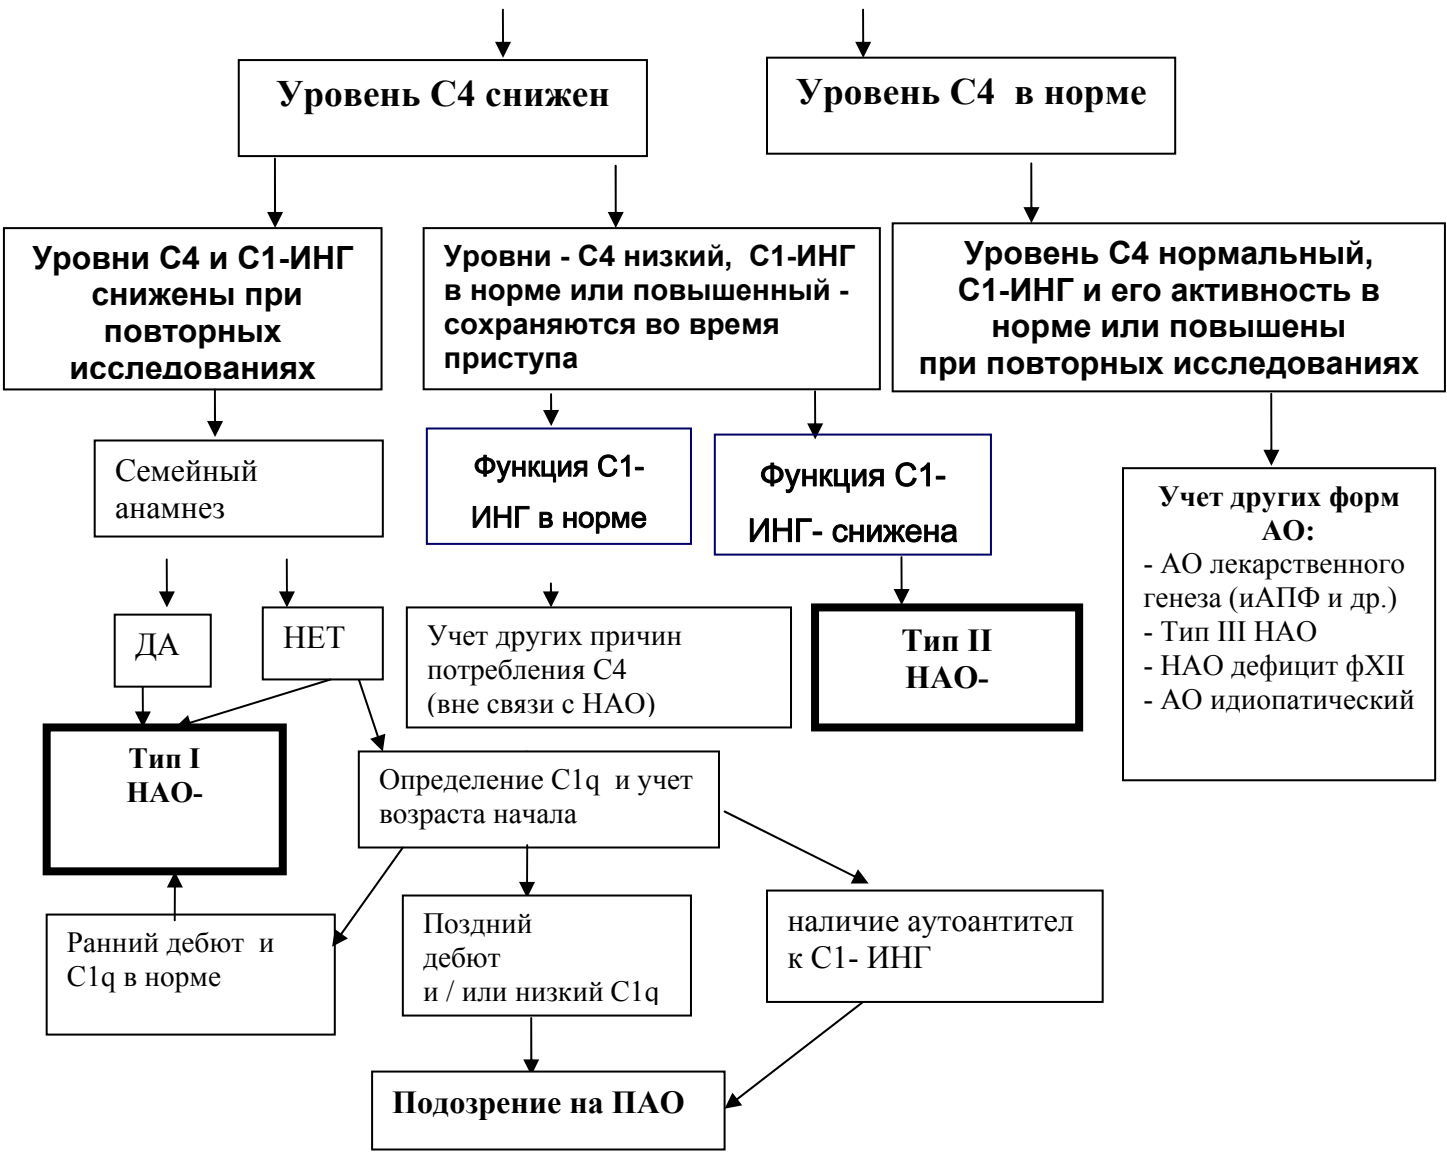 Уровень С4 снижен
Уровень С4 в норме
Уровни С4 и С1-ИНГ
снижены при
повторных
исследованиях
Уровни - С4 низкий, С1-ИНГ
в норме или повышенный -
сохраняются во время
приступа
Уровень С4 нормальный,
С1-ИНГ и его активность в
норме или повышены
при повторных исследованиях
Семейный
анамнез
Функция С1-
ИНГ в норме
Функция С1-
ИНГ- снижена
Учет других форм
АО:
- АО лекарственного
генеза (иАПФ и др.)
- Тип III НАО
- НАО дефицит фXII
- АО идиопатический
ДА
НЕТ
Учет других причин
потребления С4
(вне связи с НАО)
Тип II
НАО-
Тип I
НАО-
Определение C1q и учет
возраста начала
Ранний дебют и
C1q в норме
Поздний
дебют
и / или низкий C1q
наличие аутоантител
к С1- ИНГ
Подозрение на ПАО